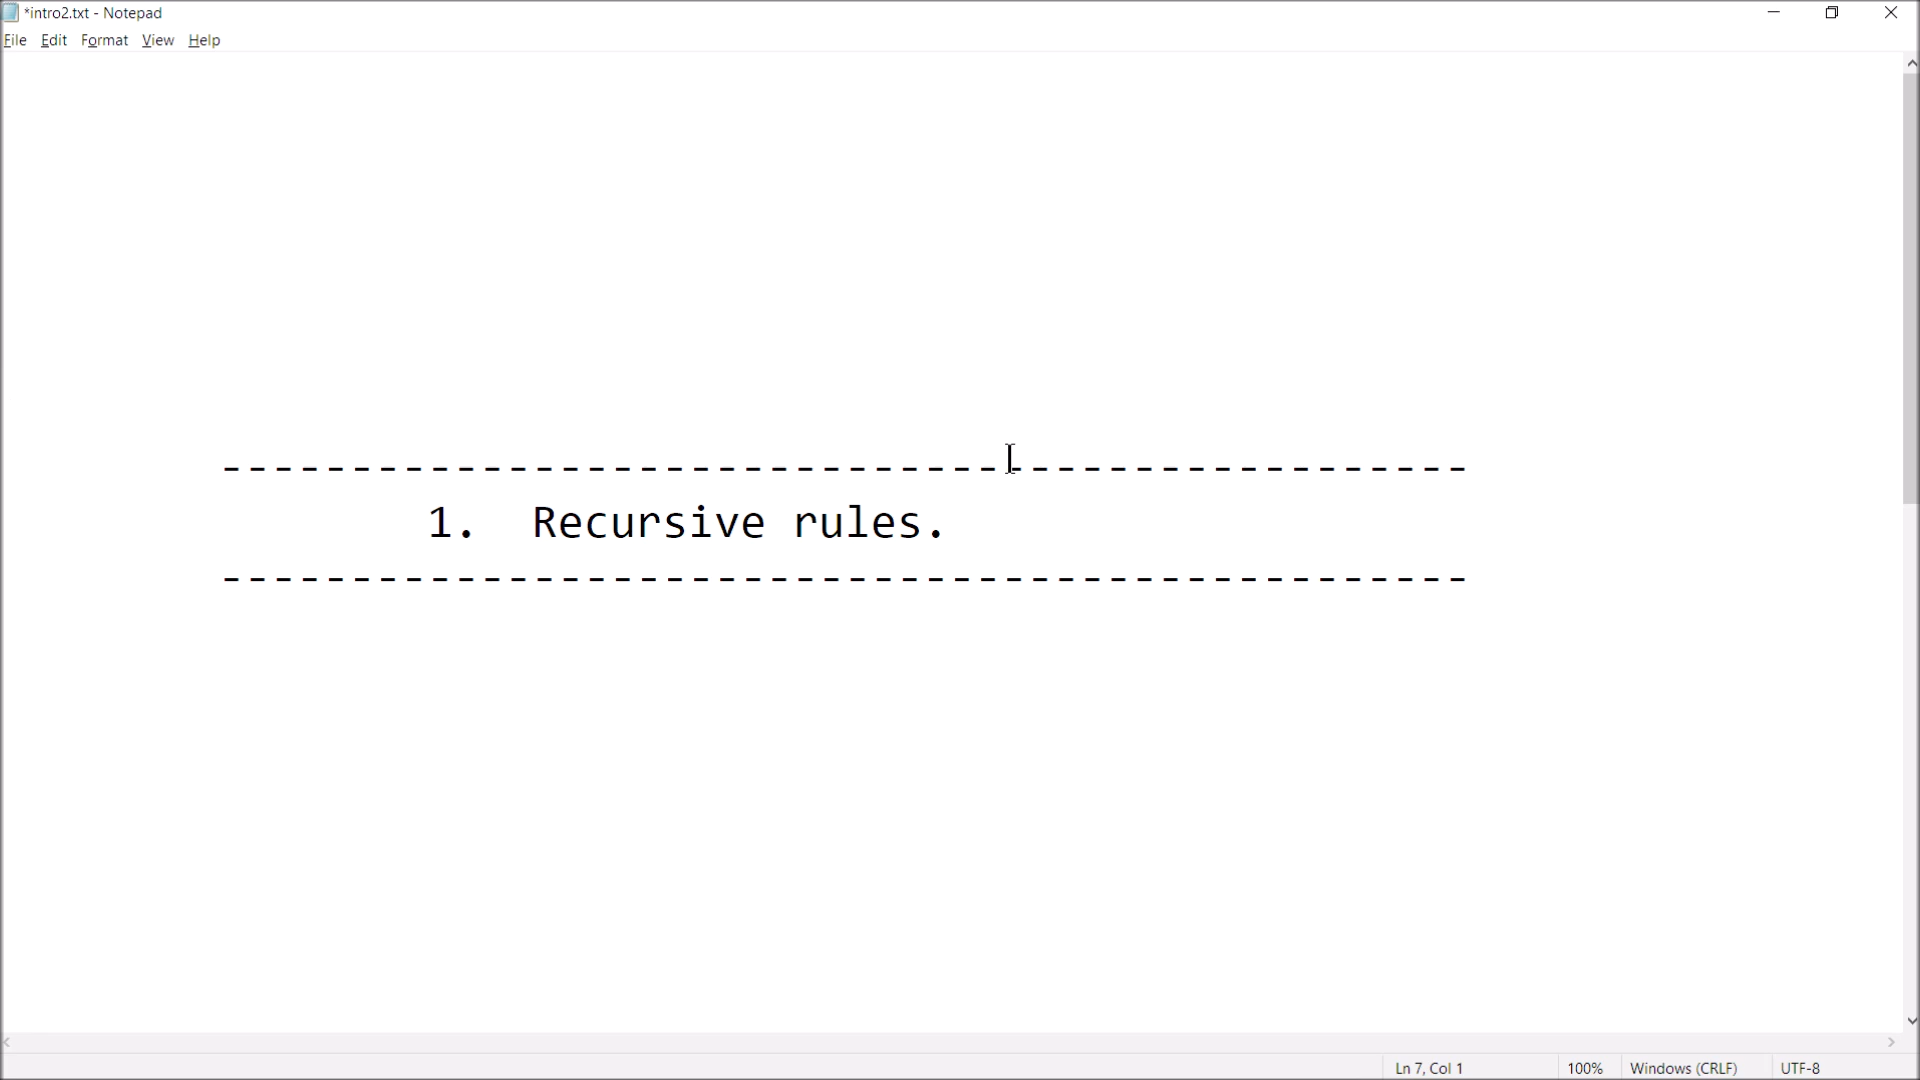 *intro2.txt - Notepad
File Edit Format View Help
------------------------------------------------
1. Recursive rules.
------------------------------------------------
Ln 7, Col 1 100% Windows (CRLF) UTF-8